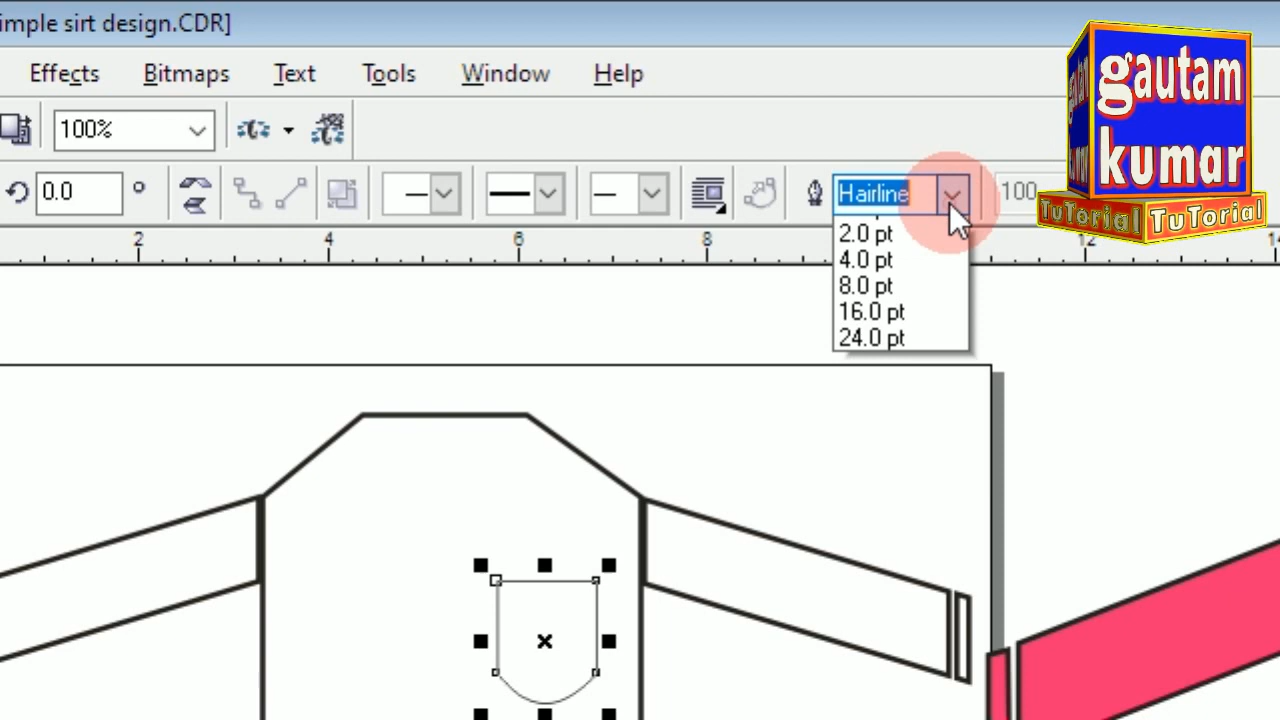 imple sirt design.CDR]
Effects Bitmaps Text Tools Window Help
100%
0.0 °
Hairline
100
2 4 6 8 12
2.0 pt
4.0 pt
8.0 pt
16.0 pt
24.0 pt
gautam
kumar
TuTorial TuTorial